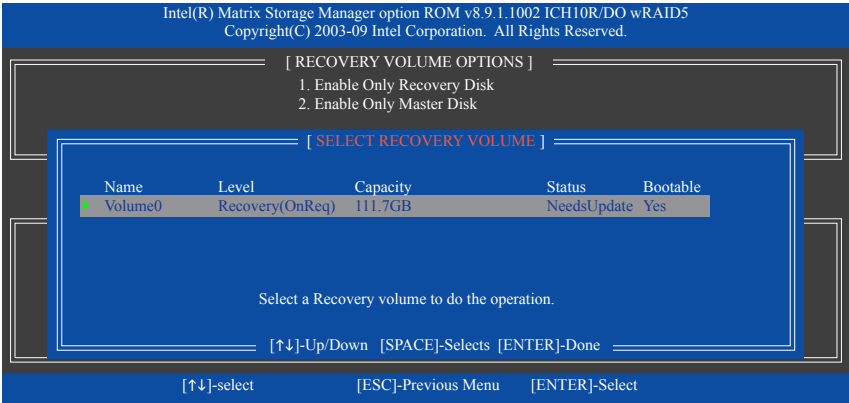 Intel(R) Matrix Storage Manager option ROM v8.9.1.1002 ICH10R/DO wRAID5
Copyright(C) 2003-09 Intel Corporation. All Rights Reserved.
[ RECOVERY VOLUME OPTIONS ]
1. Enable Only Recovery Disk
2. Enable Only Master Disk
[ SELECT RECOVERY VOLUME ]
Name Level Capacity Status Bootable
Volume0 Recovery(OnReq) 111.7GB NeedsUpdate Yes
Select a Recovery volume to do the operation.
[↑↓]-Up/Down [SPACE]-Selects [ENTER]-Done
[↑↓]-select [ESC]-Previous Menu [ENTER]-Select